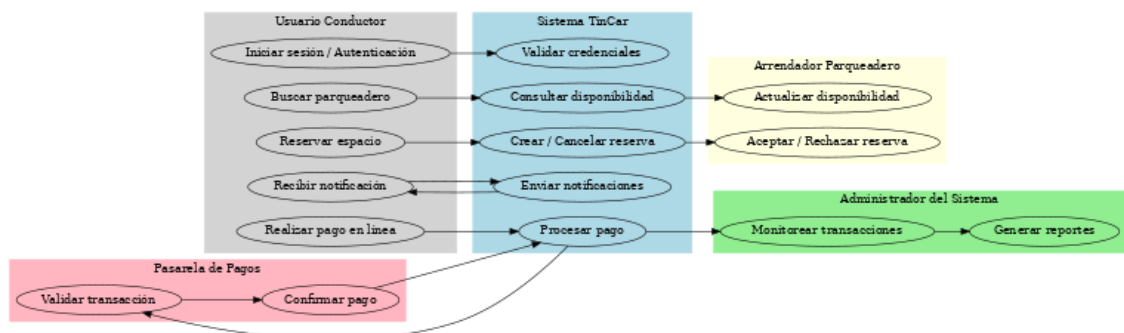 Usuario Conductor
Sistema TinCar
Iniciar sesión / Autenticación
Validar credenciales
Arrendador Parqueadero
Buscar parqueadero
Consultar disponibilidad
Actualizar disponibilidad
Reservar espacio
Crear / Cancelar reserva
Aceptar / Rechazar reserva
Recibir notificación
Enviar notificaciones
Administrador del Sistema
Realizar pago en línea
Procesar pago
Monitorear transacciones
Generar reportes
Pasarela de Pagos
Validar transacción
Confirmar pago